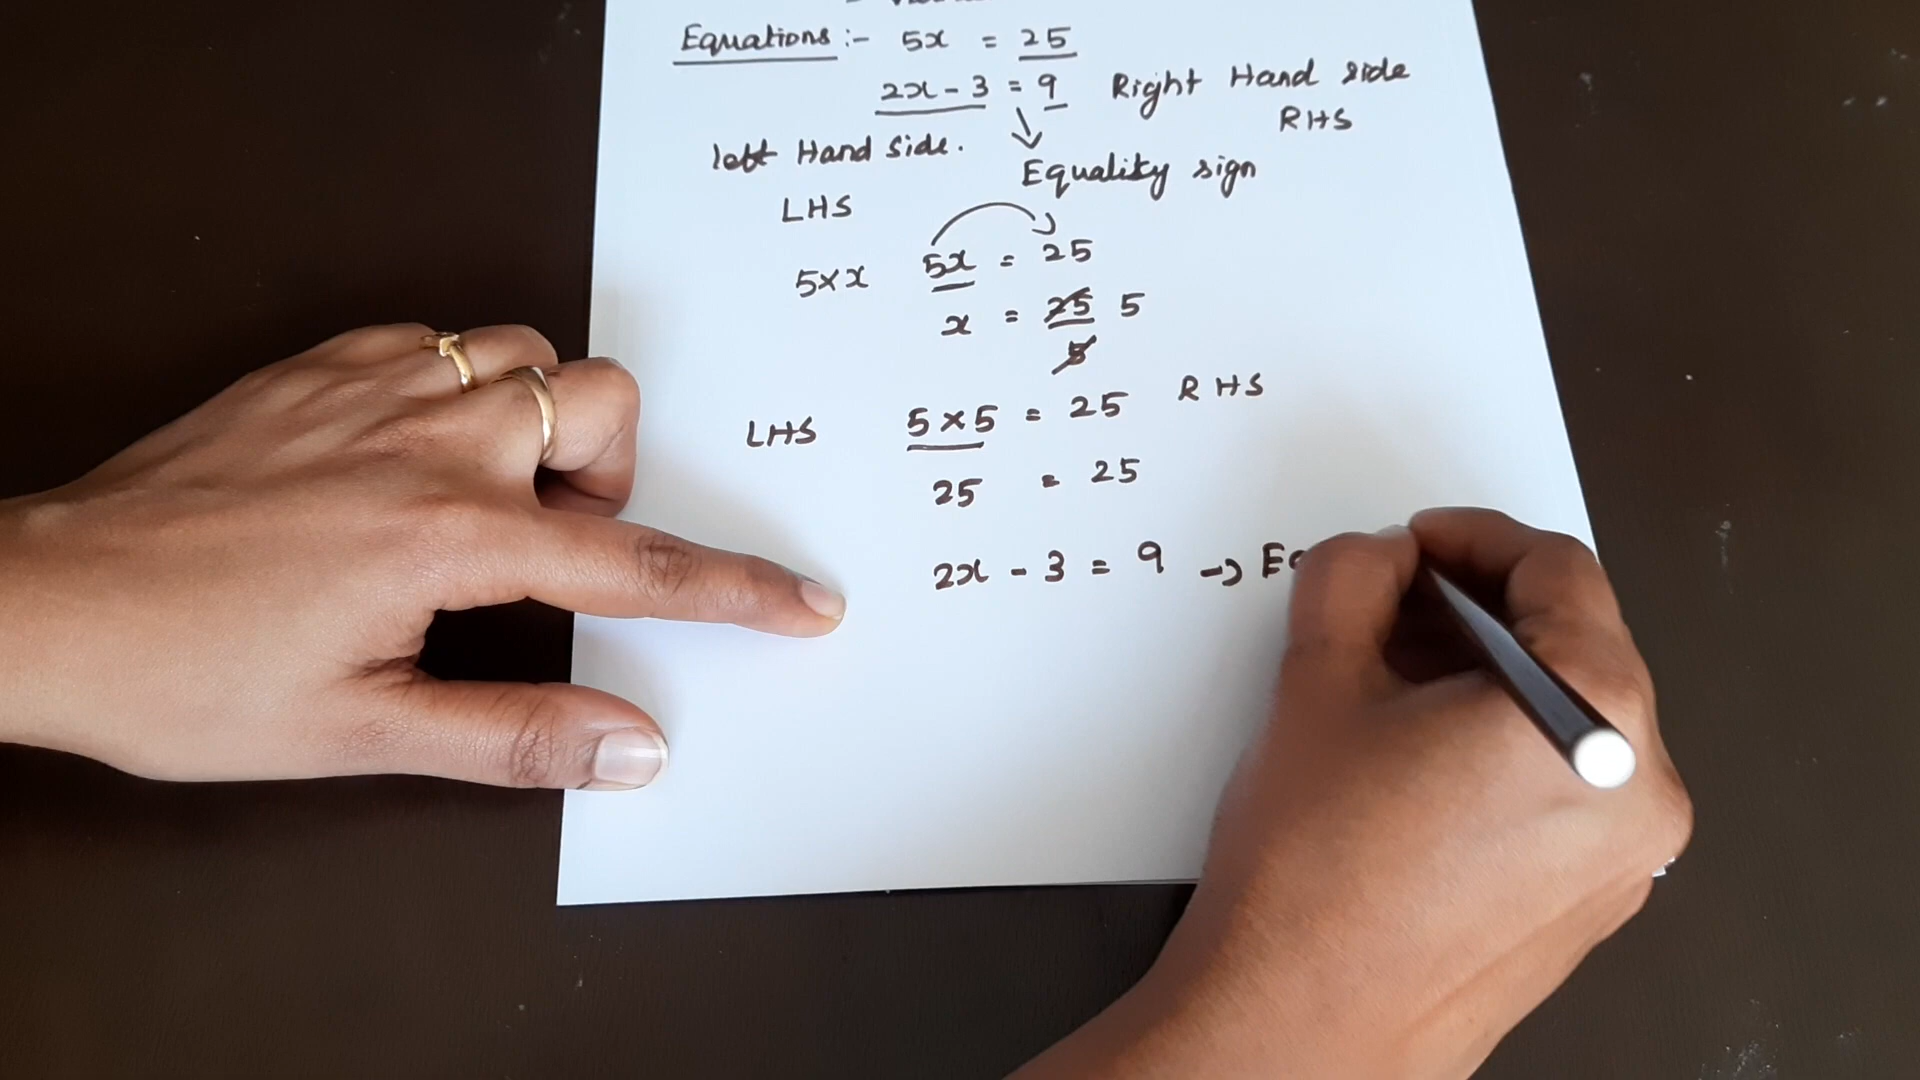 Equations :- 5x = 25
2x - 3 = 9 Right Hand side
RHS
left Hand side.
Equality sign
LHS
5×x 5x = 25
x = 25 5
5
LHS 5×5 = 25 RHS
25 = 25
2x - 3 = 9 →